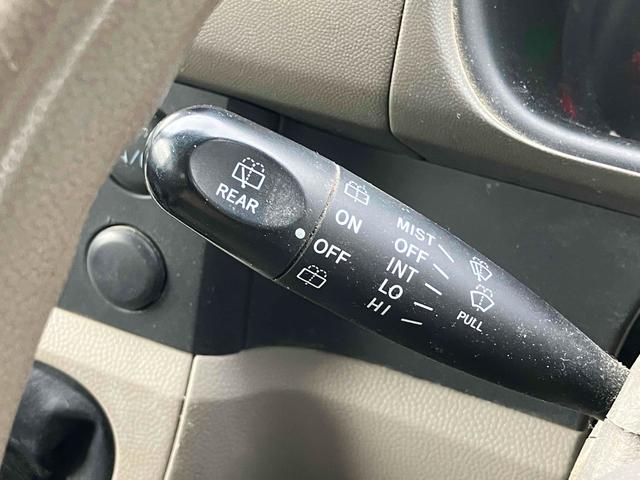 REAR
ON
OFF
MIST
OFF
INT
LO
HI
PULL